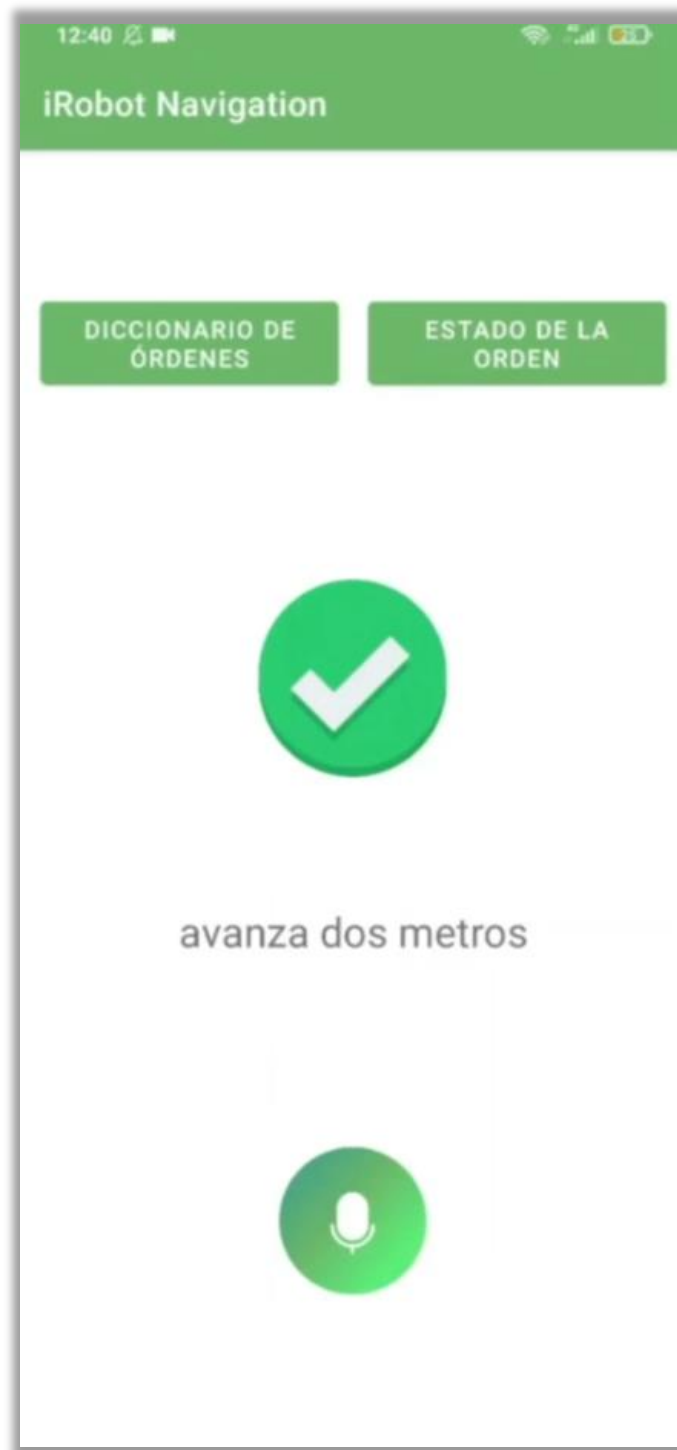 12:40
iRobot Navigation
DICCIONARIO DE
ÓRDENES
ESTADO DE LA
ORDEN
avanza dos metros